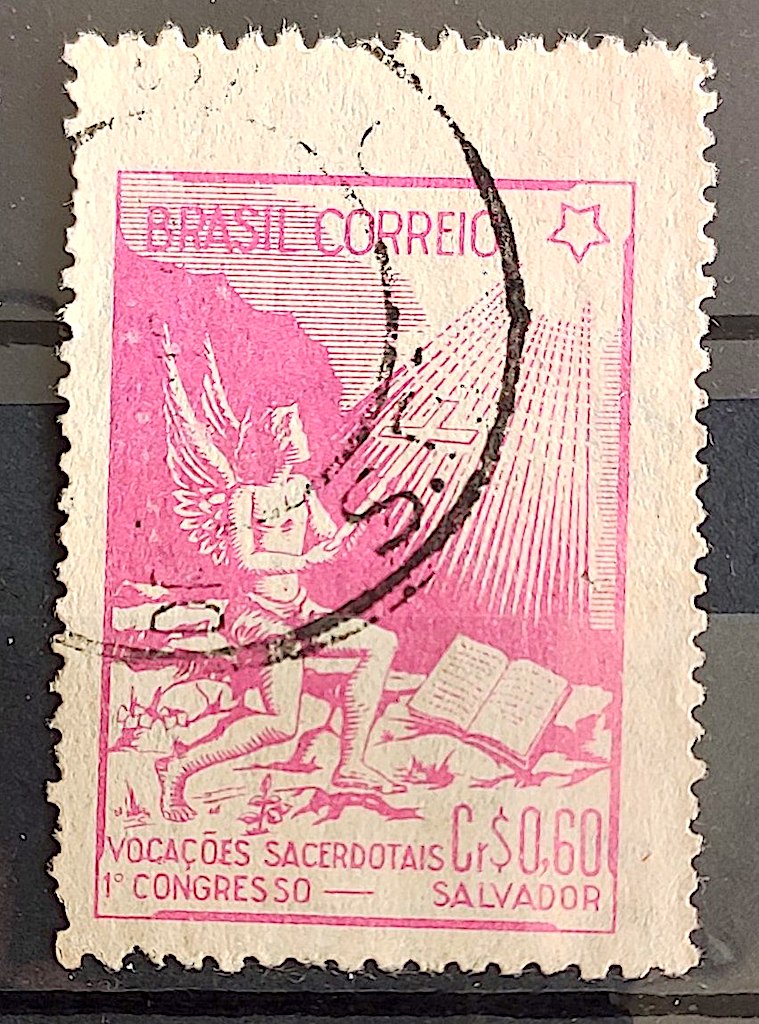 BRASIL CORREIO
VOCAÇÕES SACERDOTAIS Cr$0,60
1º CONGRESSO — SALVADOR